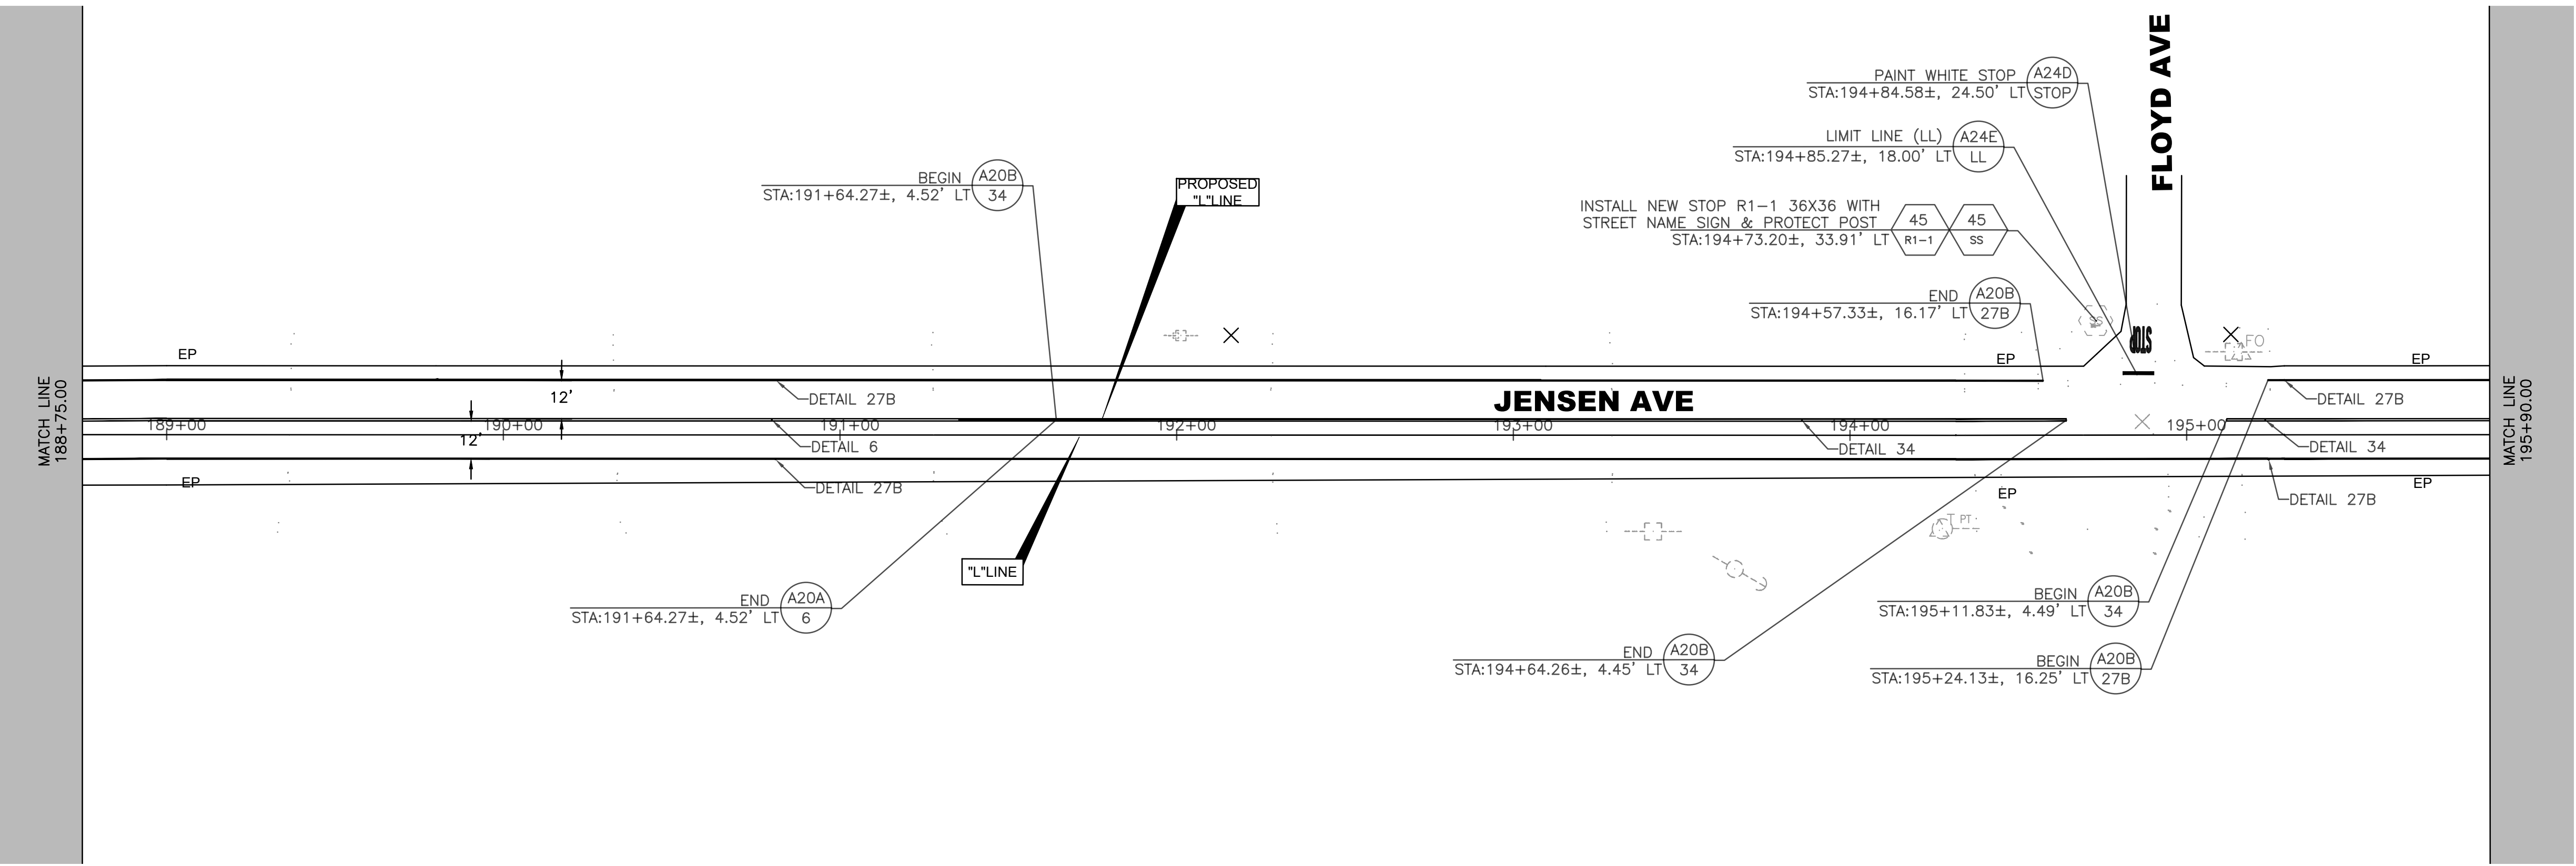 FLOYD AVE
PAINT WHITE STOP
STA:194+84.58±, 24.50' LT
A24D
STOP
LIMIT LINE (LL)
STA:194+85.27±, 18.00' LT
A24E
LL
BEGIN
STA:191+64.27±, 4.52' LT
A20B
34
PROPOSED
"L"LINE
INSTALL NEW STOP R1-1 36X36 WITH
STREET NAME SIGN & PROTECT POST
STA:194+73.20±, 33.91' LT
45
R1-1
45
SS
END
STA:194+57.33±, 16.17' LT
A20B
27B
SS
STOP
FO
EP
EP
EP
MATCH LINE
188+75.00
12'
DETAIL 27B
JENSEN AVE
DETAIL 27B
MATCH LINE
195+90.00
189+00
190+00
191+00
192+00
193+00
194+00
195+00
12'
DETAIL 6
DETAIL 34
DETAIL 34
EP
DETAIL 27B
EP
EP
DETAIL 27B
T PT
"L"LINE
END
STA:191+64.27±, 4.52' LT
A20A
6
BEGIN
STA:195+11.83±, 4.49' LT
A20B
34
END
STA:194+64.26±, 4.45' LT
A20B
34
BEGIN
STA:195+24.13±, 16.25' LT
A20B
27B